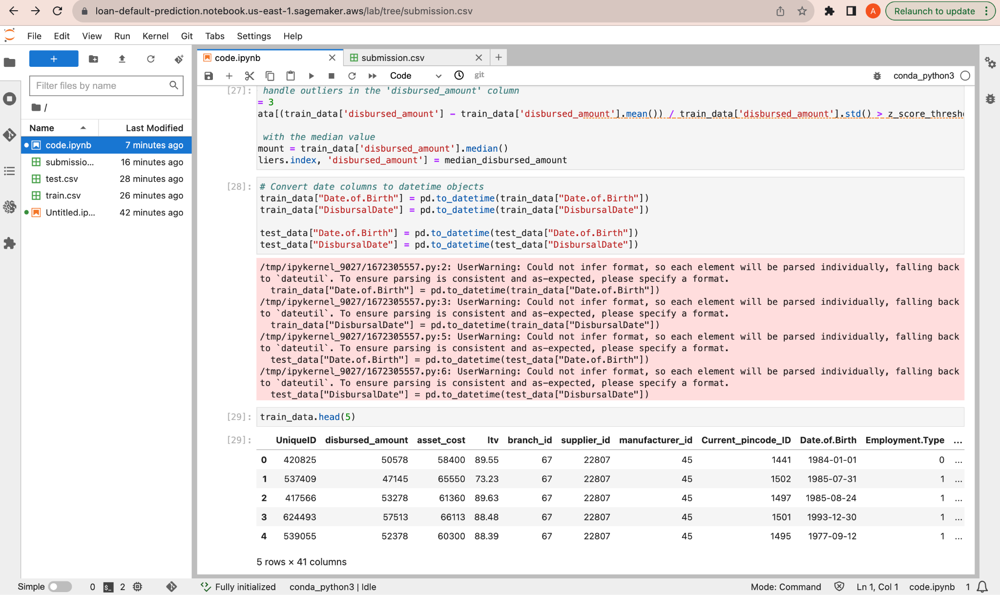 loan-default-prediction.notebook.us-east-1.sagemaker.aws/lab/tree/submission.csv
A
Relaunch to update
File Edit View Run Kernel Git Tabs Settings Help
+
Filter files by name
/
Name Last Modified
code.ipynb 7 minutes ago
submissio... 16 minutes ago
test.csv 28 minutes ago
train.csv 26 minutes ago
Untitled.ip... 42 minutes ago
code.ipynb submission.csv +
Code git conda_python3
[27]: handle outliers in the 'disbursed_amount' column
= 3
ata[(train_data['disbursed_amount'] - train_data['disbursed_amount'].mean()) / train_data['disbursed_amount'].std() > z_score_thresh
with the median value
mount = train_data['disbursed_amount'].median()
liers.index, 'disbursed_amount'] = median_disbursed_amount
[28]: # Convert date columns to datetime objects
train_data["Date.of.Birth"] = pd.to_datetime(train_data["Date.of.Birth"])
train_data["DisbursalDate"] = pd.to_datetime(train_data["DisbursalDate"])
test_data["Date.of.Birth"] = pd.to_datetime(test_data["Date.of.Birth"])
test_data["DisbursalDate"] = pd.to_datetime(test_data["DisbursalDate"])
/tmp/ipykernel_9027/1672305557.py:2: UserWarning: Could not infer format, so each element will be parsed individually, falling back
to `dateutil`. To ensure parsing is consistent and as-expected, please specify a format.
train_data["Date.of.Birth"] = pd.to_datetime(train_data["Date.of.Birth"])
/tmp/ipykernel_9027/1672305557.py:3: UserWarning: Could not infer format, so each element will be parsed individually, falling back
to `dateutil`. To ensure parsing is consistent and as-expected, please specify a format.
train_data["DisbursalDate"] = pd.to_datetime(train_data["DisbursalDate"])
/tmp/ipykernel_9027/1672305557.py:5: UserWarning: Could not infer format, so each element will be parsed individually, falling back
to `dateutil`. To ensure parsing is consistent and as-expected, please specify a format.
test_data["Date.of.Birth"] = pd.to_datetime(test_data["Date.of.Birth"])
/tmp/ipykernel_9027/1672305557.py:6: UserWarning: Could not infer format, so each element will be parsed individually, falling back
to `dateutil`. To ensure parsing is consistent and as-expected, please specify a format.
test_data["DisbursalDate"] = pd.to_datetime(test_data["DisbursalDate"])
[29]: train_data.head(5)
[29]: UniqueID disbursed_amount asset_cost ltv branch_id supplier_id manufacturer_id Current_pincode_ID Date.of.Birth Employment.Type ...
0 420825 50578 58400 89.55 67 22807 45 1441 1984-01-01 0 ...
1 537409 47145 65550 73.23 67 22807 45 1502 1985-07-31 1 ...
2 417566 53278 61360 89.63 67 22807 45 1497 1985-08-24 1 ...
3 624493 57513 66113 88.48 67 22807 45 1501 1993-12-30 1 ...
4 539055 52378 60300 88.39 67 22807 45 1495 1977-09-12 1 ...
5 rows × 41 columns
Simple 0 $_ 2 Fully initialized conda_python3 | Idle Mode: Command Ln 1, Col 1 code.ipynb 1